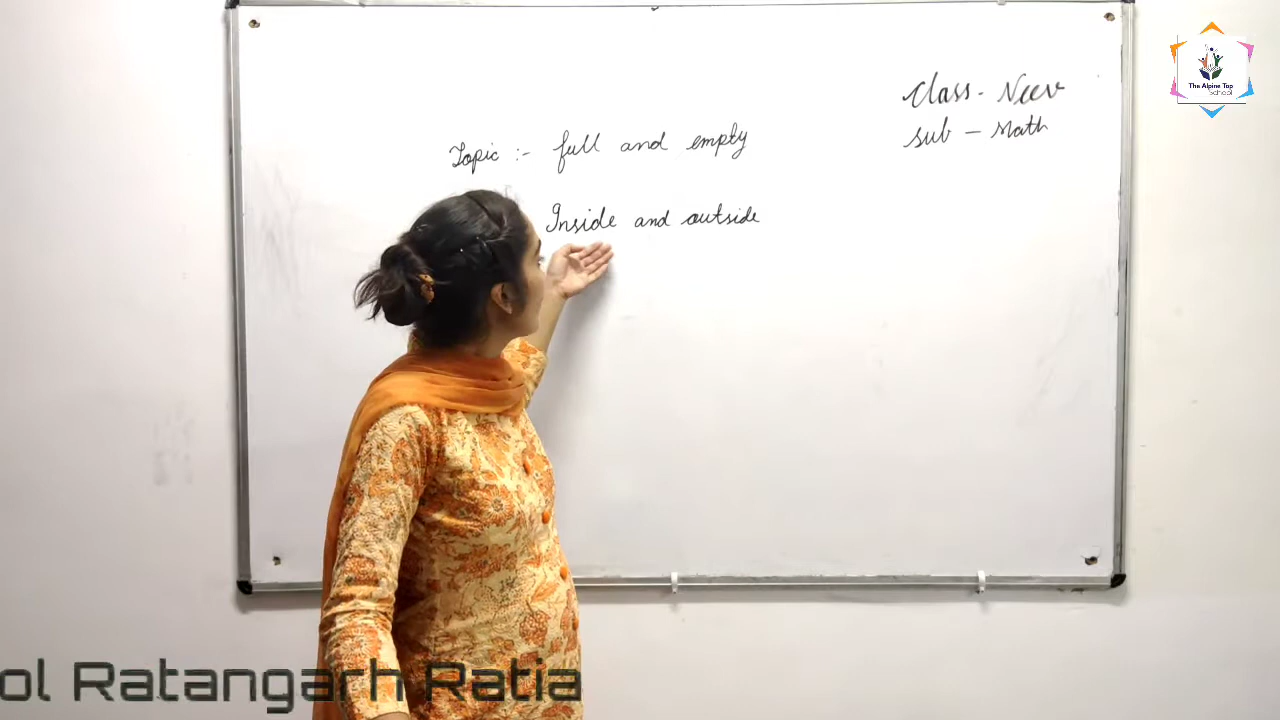 Class - Neev
Sub - Math
Topic :- full and empty
Inside and outside
The Alpine Top
School
ol Ratangarh Ratia